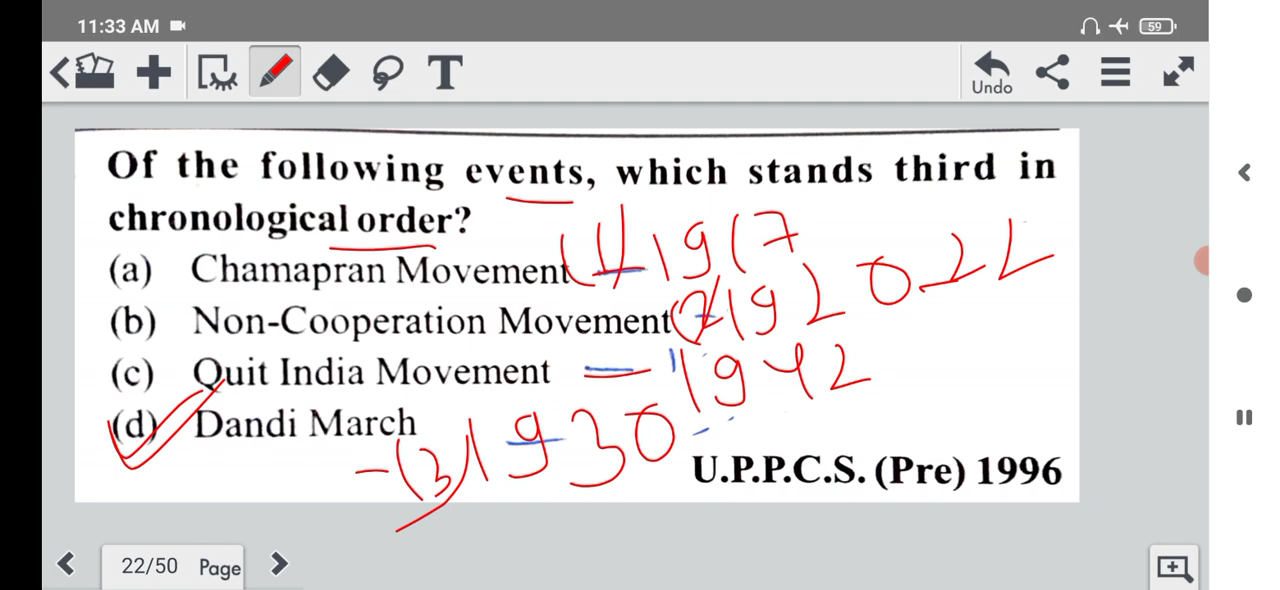 11:33 AM
59
T
Undo
Of the following events, which stands third in
chronological order?
(a) Chamapran Movement (1) 1917
(b) Non-Cooperation Movement (2) 1920-22
(c) Quit India Movement — 1942
(d) Dandi March - (3) 1930
U.P.P.C.S. (Pre) 1996
22/50 Page